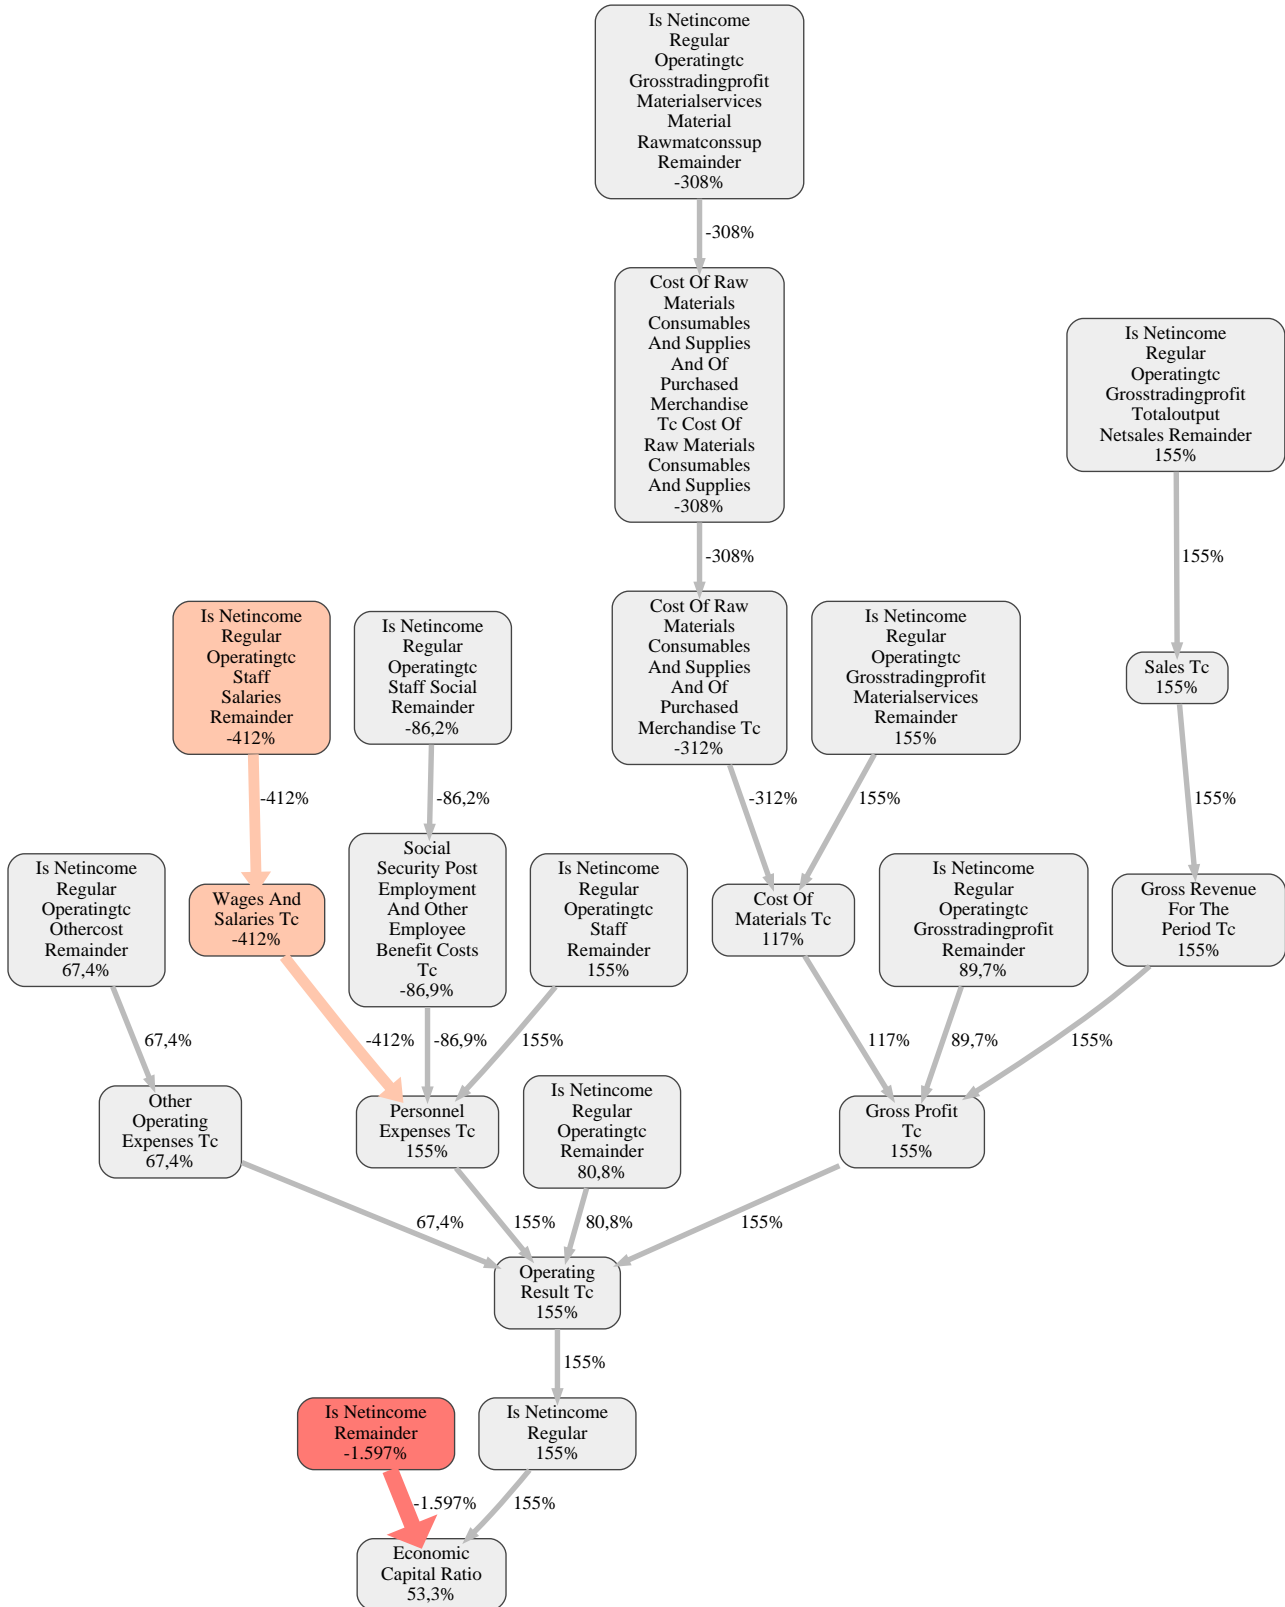 Is Netincome
Regular
Operatingtc
Grosstradingprofit
Materialservices
Material
Rawmatconssup
Remainder
-308%
-308%
Cost Of Raw
Materials
Consumables
And Supplies
And Of
Purchased
Merchandise
Tc Cost Of
Raw Materials
Consumables
And Supplies
-308%
Is Netincome
Regular
Operatingtc
Grosstradingprofit
Totaloutput
Netsales Remainder
155%
-308%
155%
Is Netincome
Regular
Operatingtc
Staff
Salaries
Remainder
-412%
Is Netincome
Regular
Operatingtc
Staff Social
Remainder
-86,2%
Cost Of Raw
Materials
Consumables
And Supplies
And Of
Purchased
Merchandise Tc
-312%
Is Netincome
Regular
Operatingtc
Grosstradingprofit
Materialservices
Remainder
155%
Sales Tc
155%
-412%
-86,2%
-312%
155%
155%
Is Netincome
Regular
Operatingtc
Othercost
Remainder
67,4%
Wages And
Salaries Tc
-412%
Social
Security Post
Employment
And Other
Employee
Benefit Costs
Tc
-86,9%
Is Netincome
Regular
Operatingtc
Staff
Remainder
155%
Cost Of
Materials Tc
117%
Is Netincome
Regular
Operatingtc
Grosstradingprofit
Remainder
89,7%
Gross Revenue
For The
Period Tc
155%
67,4%
-412%
-86,9%
155%
117%
89,7%
155%
Other
Operating
Expenses Tc
67,4%
Personnel
Expenses Tc
155%
Is Netincome
Regular
Operatingtc
Remainder
80,8%
Gross Profit
Tc
155%
67,4%
155%
80,8%
155%
Operating
Result Tc
155%
155%
Is Netincome
Remainder
-1.597%
Is Netincome
Regular
155%
-1.597%
155%
Economic
Capital Ratio
53,3%